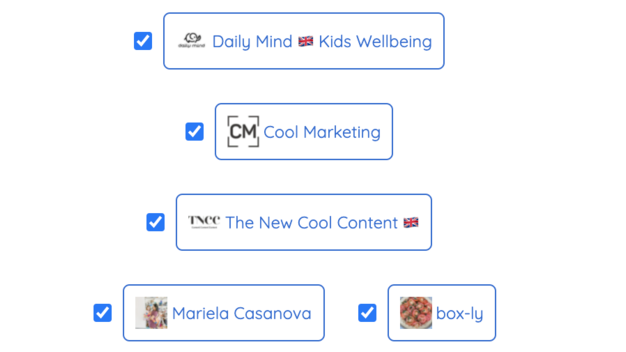 daily mind Daily Mind 🇬🇧 Kids Wellbeing
CM Cool Marketing
TNCC The New Cool Content 🇬🇧
Mariela Casanova box-ly